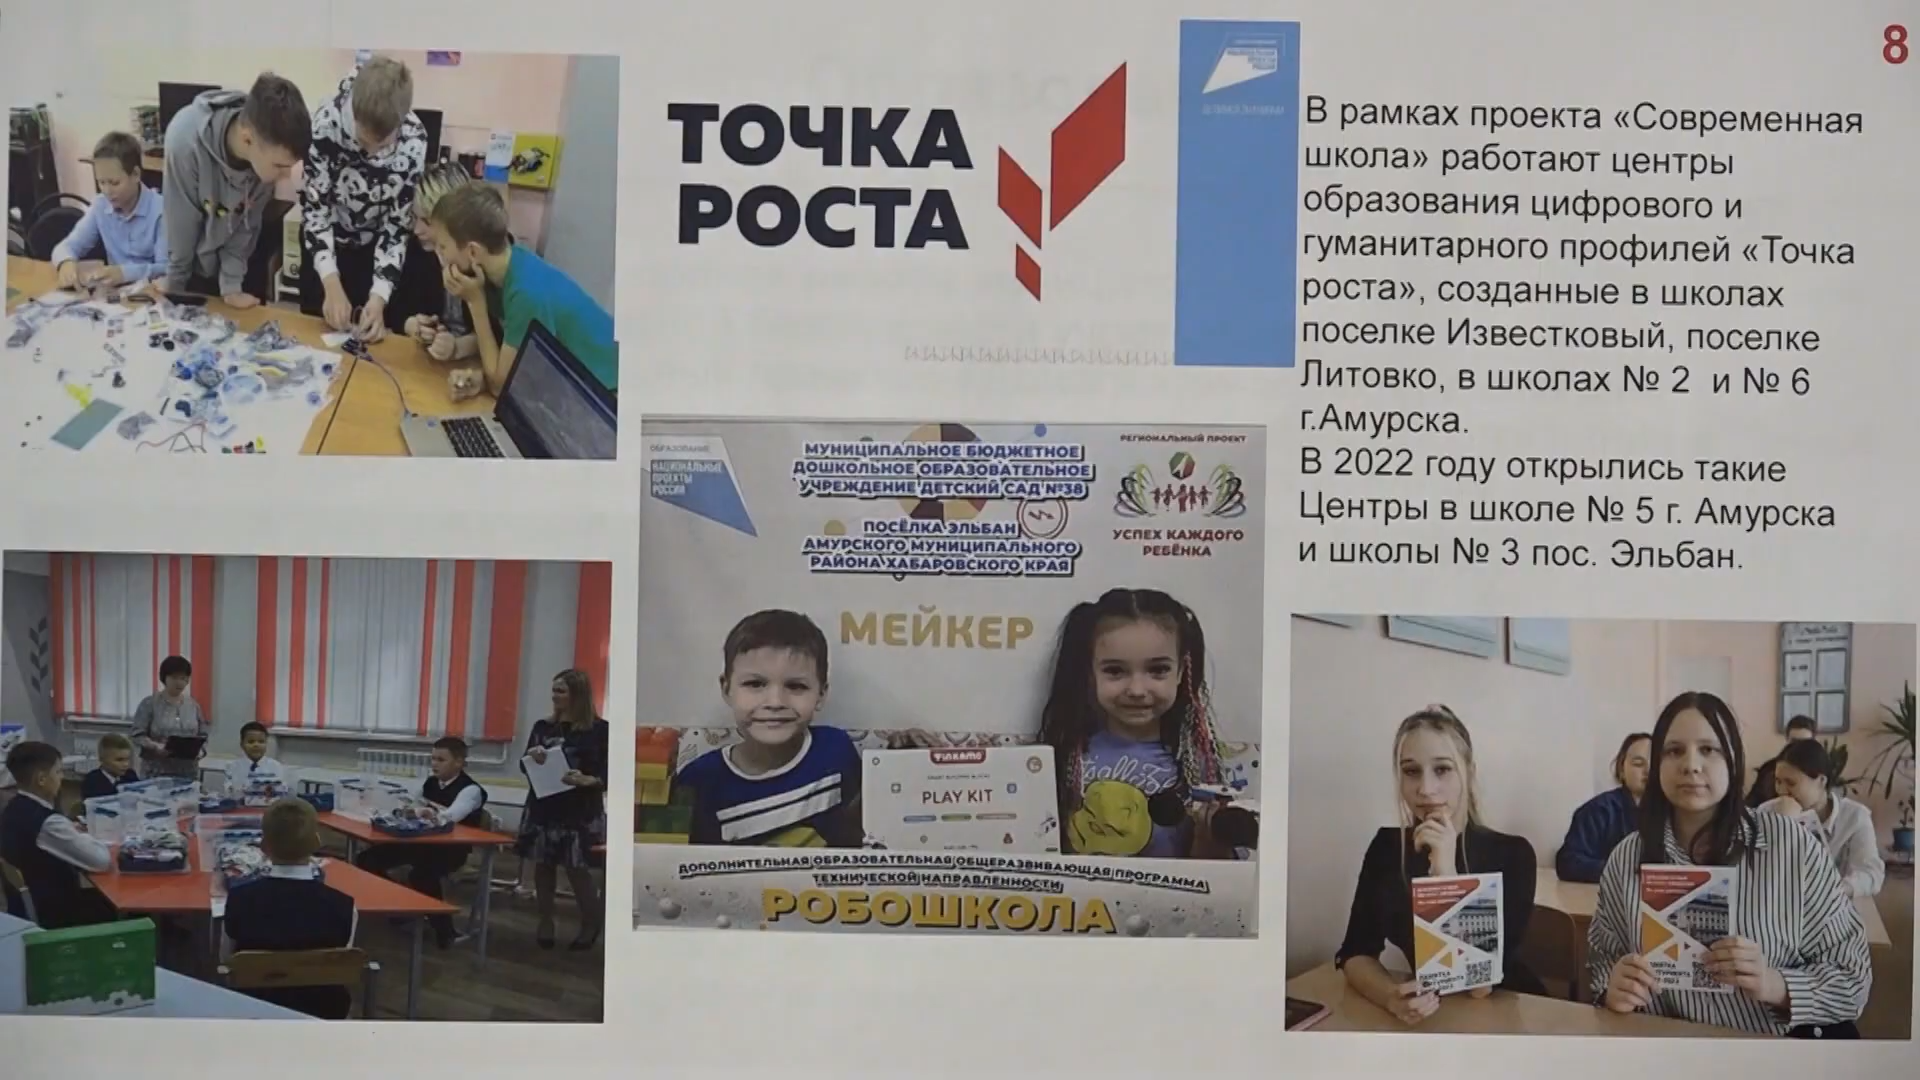 8
ТОЧКА
РОСТА
В рамках проекта «Современная
школа» работают центры
образования цифрового и
гуманитарного профилей «Точка
роста», созданные в школах
поселке Известковый, поселке
Литовко, в школах № 2 и № 6
г.Амурска.
В 2022 году открылись такие
Центры в школе № 5 г. Амурска
и школы № 3 пос. Эльбан.
ОБРАЗОВАНИЕ
НАЦИОНАЛЬНЫЕ
ПРОЕКТЫ
РОССИИ
МУНИЦИПАЛЬНОЕ БЮДЖЕТНОЕ
ДОШКОЛЬНОЕ ОБРАЗОВАТЕЛЬНОЕ
УЧРЕЖДЕНИЕ ДЕТСКИЙ САД №38
ПОСЁЛКА ЭЛЬБАН
АМУРСКОГО МУНИЦИПАЛЬНОГО
РАЙОНА ХАБАРОВСКОГО КРАЯ
РЕГИОНАЛЬНЫЙ ПРОЕКТ
УСПЕХ КАЖДОГО
РЕБЁНКА
МЕЙКЕР
PLAY KIT
ДОПОЛНИТЕЛЬНАЯ ОБРАЗОВАТЕЛЬНАЯ ОБЩЕРАЗВИВАЮЩАЯ ПРОГРАММА
ТЕХНИЧЕСКОЙ НАПРАВЛЕННОСТИ
РОБОШКОЛА